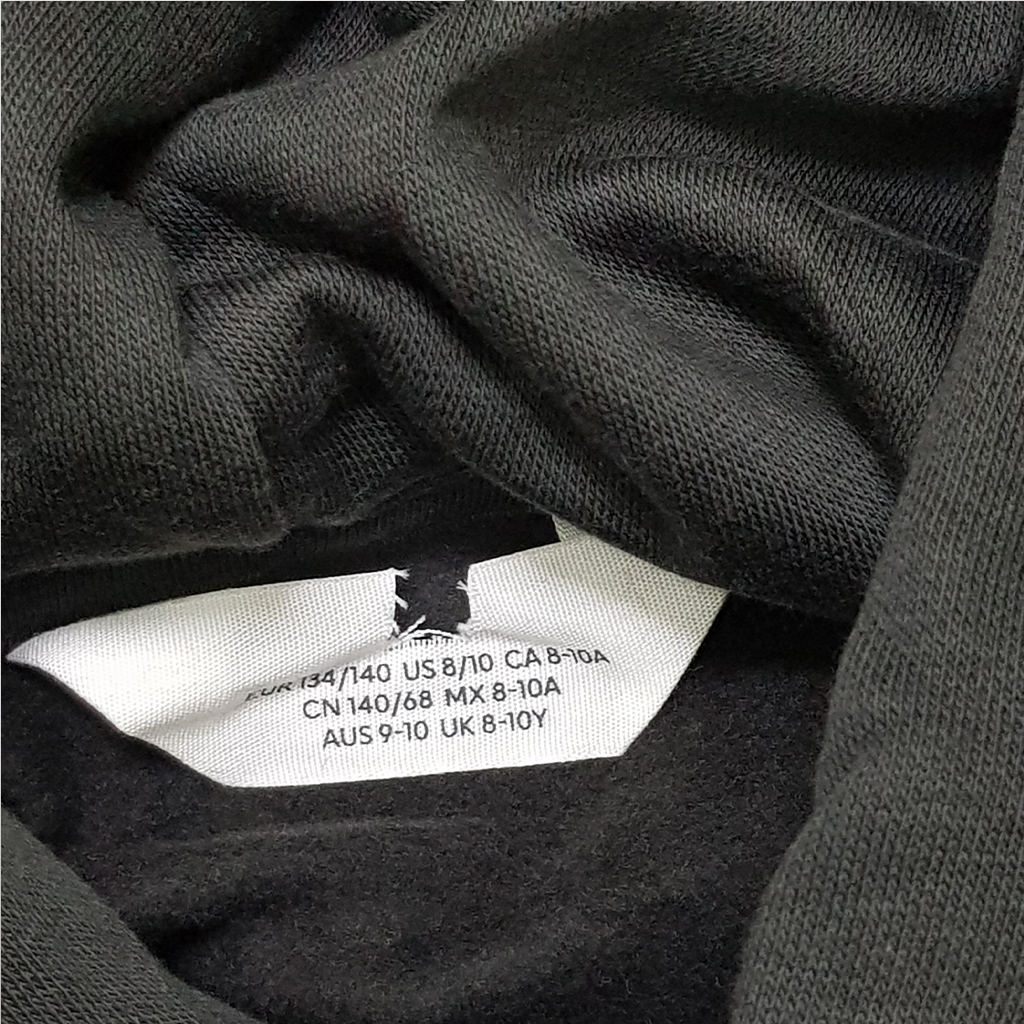 EUR 134/140 US 8/10 CA 8-10A
CN 140/68 MX 8-10A
AUS 9-10 UK 8-10Y